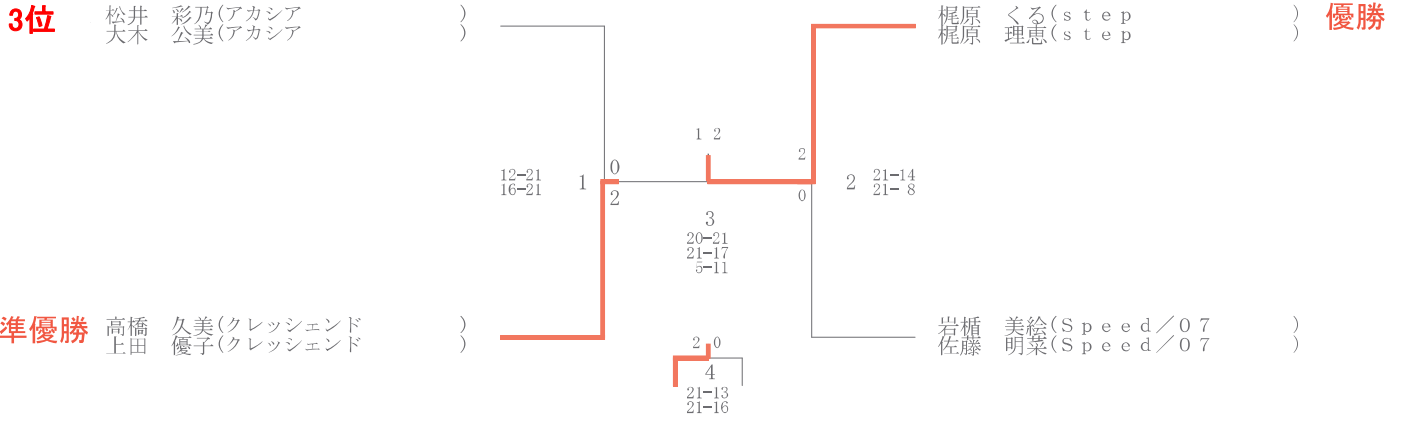 3位
松井　彩乃(アカシア　)
大木　公美(アカシア　)
梶原　くる(ｓｔｅｐ　)
梶原　理恵(ｓｔｅｐ　)
優勝
1 2
12-21
16-21
1
0
2
2
0
2
21-14
21- 8
3
20-21
21-17
5-11
準優勝
高橋　久美(クレッシェンド　)
上田　優子(クレッシェンド　)
岩楯　美絵(Ｓｐｅｅｄ／０７　)
佐藤　明菜(Ｓｐｅｅｄ／０７　)
2 0
4
21-13
21-16